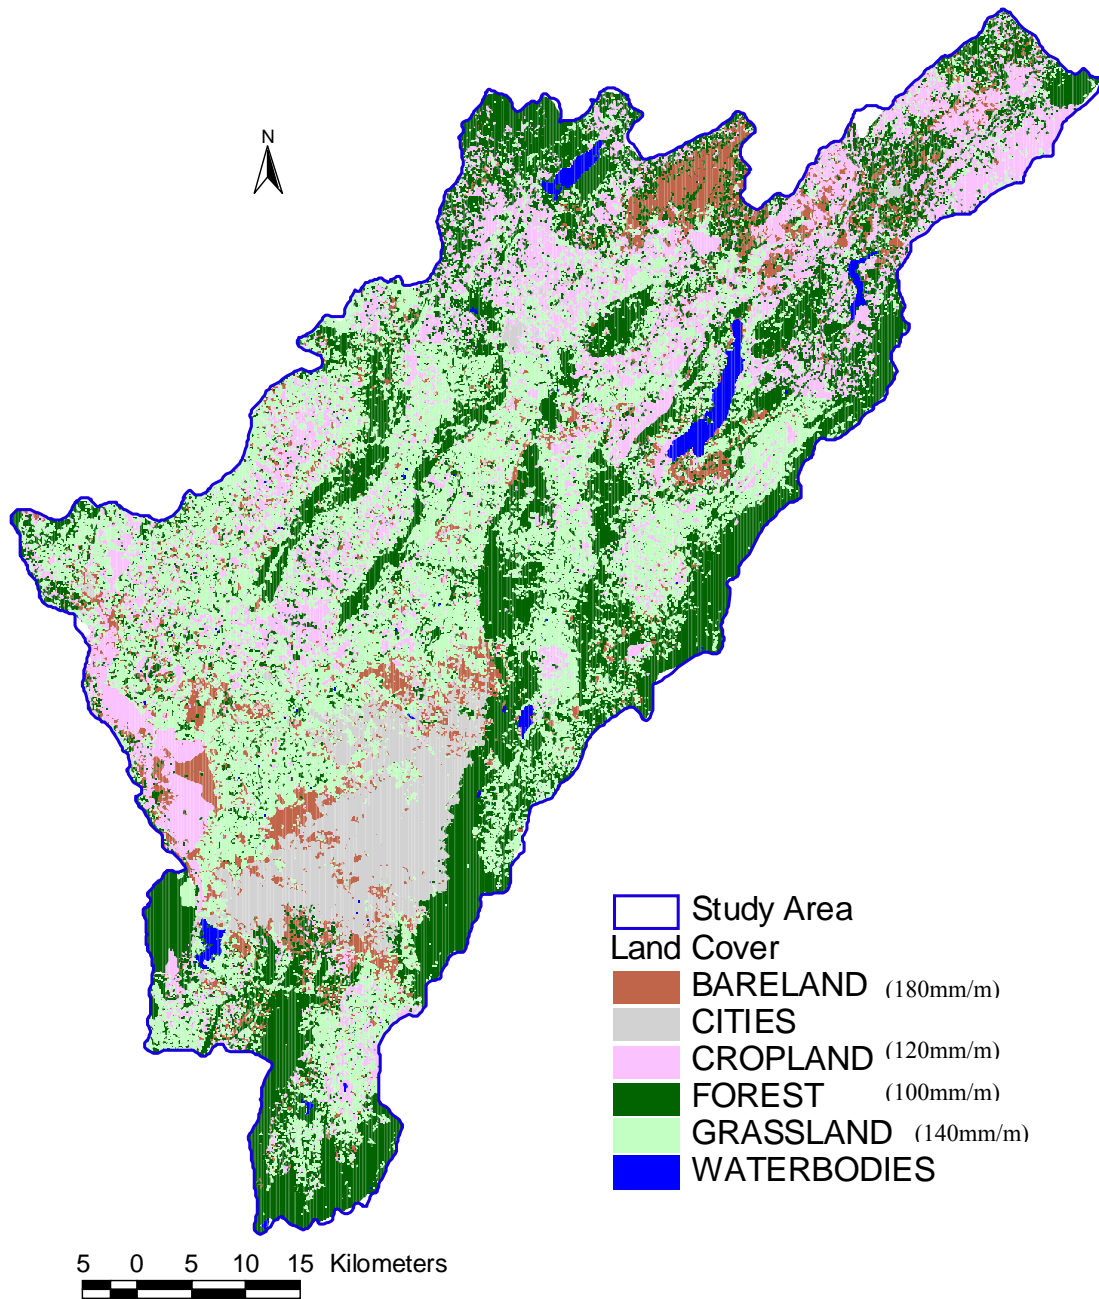 N
Study Area
Land Cover
BARELAND (180mm/m)
CITIES
CROPLAND (120mm/m)
FOREST (100mm/m)
GRASSLAND (140mm/m)
WATERBODIES
5 0 5 10 15 Kilometers